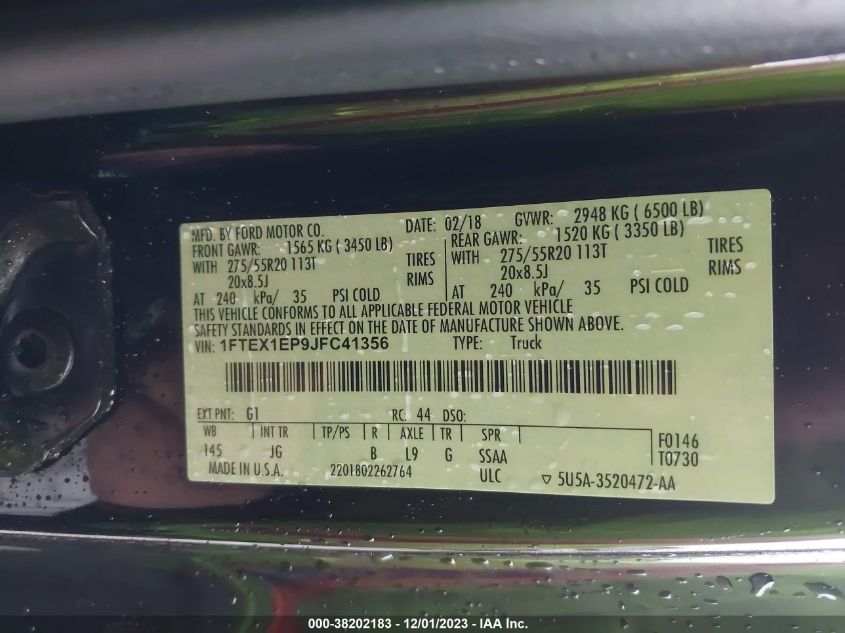 MFD. BY FORD MOTOR CO. DATE: 02/18 GVWR: 2948 KG ( 6500 LB)
FRONT GAWR: 1565 KG ( 3450 LB) REAR GAWR: 1520 KG ( 3350 LB)
WITH 275/55R20 113T TIRES WITH 275/55R20 113T TIRES
20x8.5J RIMS 20x8.5J RIMS
AT 240 kPa/ 35 PSI COLD AT 240 kPa/ 35 PSI COLD
THIS VEHICLE CONFORMS TO ALL APPLICABLE FEDERAL MOTOR VEHICLE
SAFETY STANDARDS IN EFFECT ON THE DATE OF MANUFACTURE SHOWN ABOVE.
VIN: 1FTEX1EP9JFC41356 TYPE: Truck
EXT PNT: G1 RC: 44 DSO:
WB INT TR TP/PS R AXLE TR SPR F0146
145 JG B L9 G SSAA T0730
MADE IN U.S.A. 2201802262764 ULC ▽ 5U5A-3520472-AA
000-38202183 - 12/01/2023 - IAA Inc.